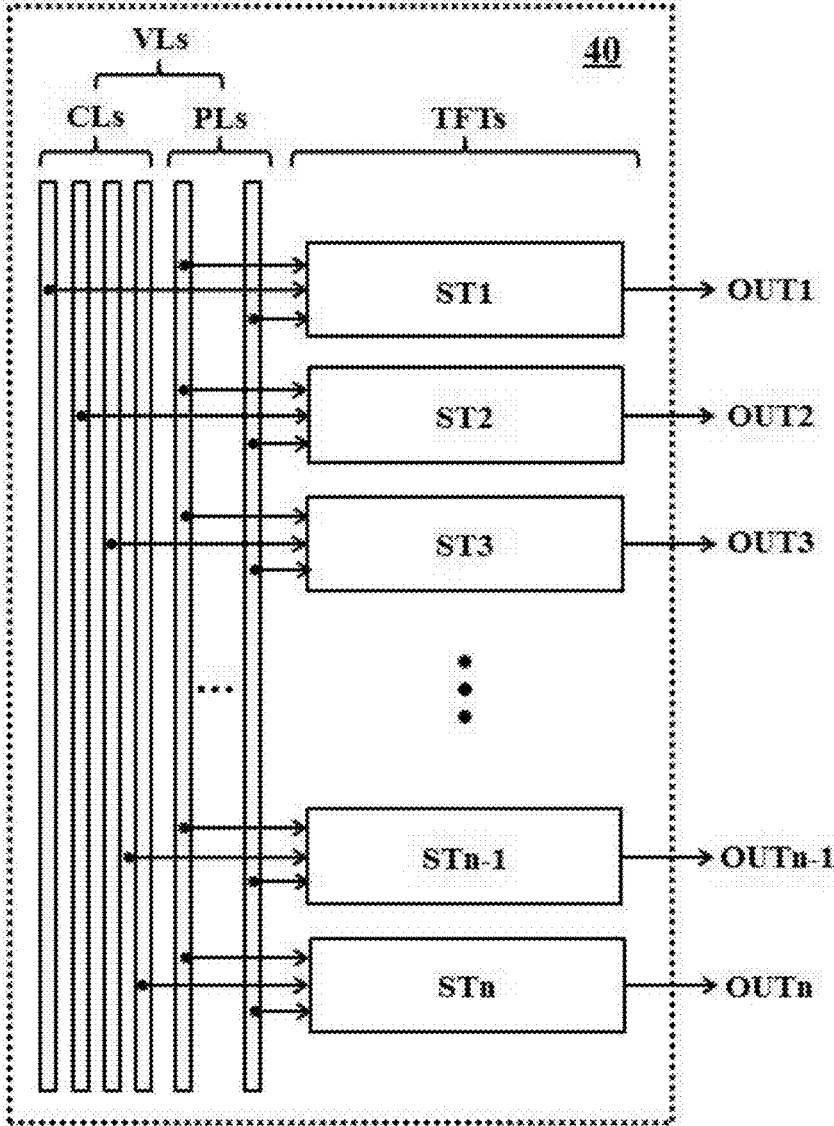 VLs
40
CLs
PLs
TFTs
ST1
OUT1
ST2
OUT2
ST3
OUT3
STn-1
OUTn-1
STn
OUTn